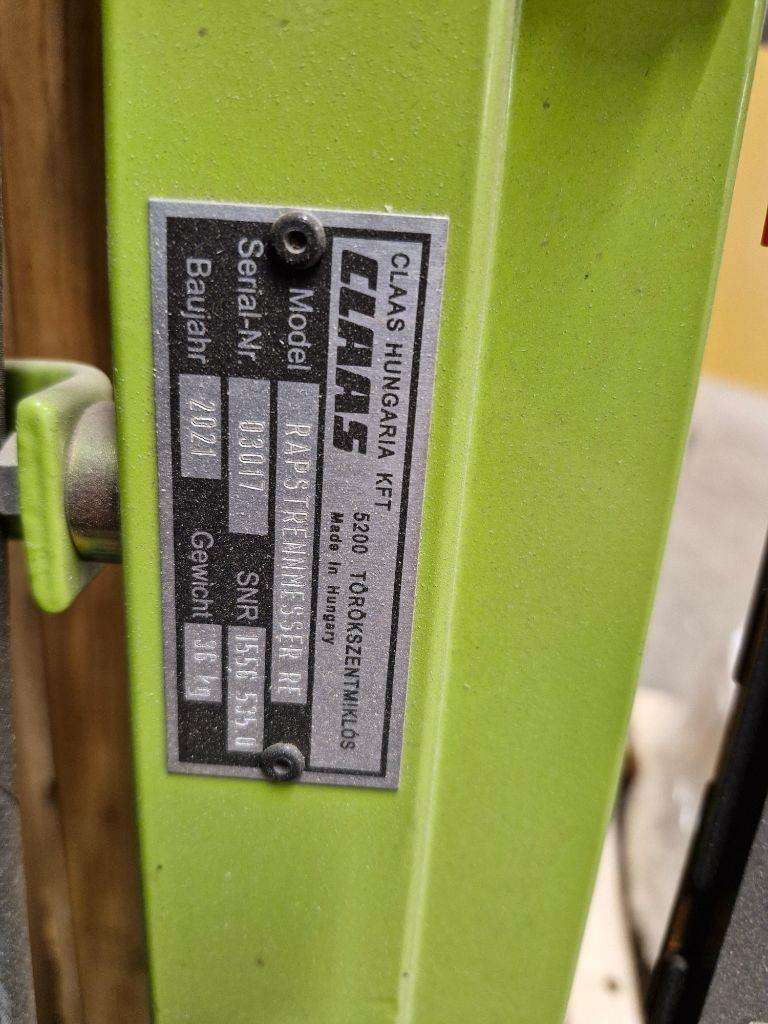 CLAAS HUNGARIA KFT
5200 TÖRÖKSZENTMIKLÓS
CLAAS
Made in Hungary
Model RAPSTRENNMESSER RE
Serial-Nr 03017 SNR 1556 535.0
Baujahr 2021 Gewicht 36 kg